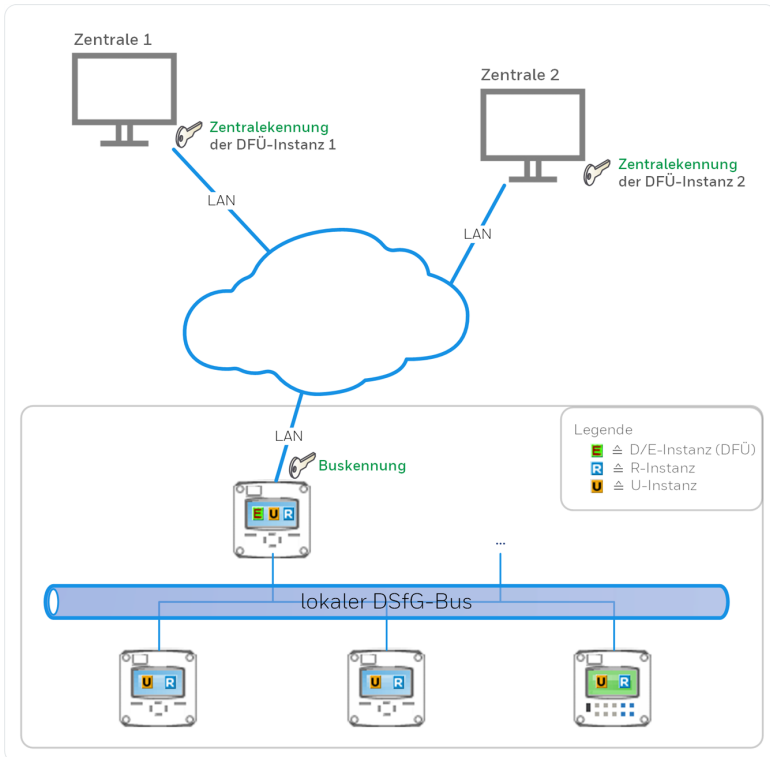 Zentrale 1
Zentrale 2
Zentralekennung
der DFÜ-Instanz 1
Zentralekennung
der DFÜ-Instanz 2
LAN
LAN
LAN
Buskennung
Legende
E ≙ D/E-Instanz (DFÜ)
R ≙ R-Instanz
U ≙ U-Instanz
E U R
...
lokaler DSfG-Bus
U R
U R
U R